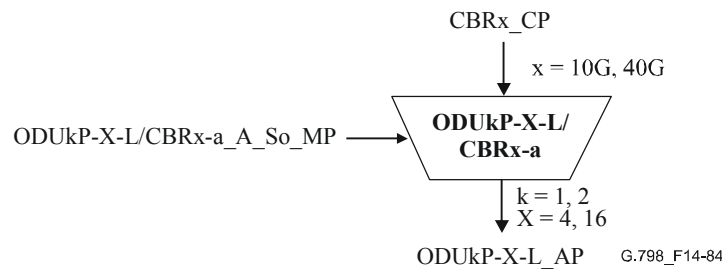 CBRx_CP
x = 10G, 40G
ODUkP-X-L/CBRx-a_A_So_MP
ODUkP-X-L/
CBRx-a
k = 1, 2
X = 4, 16
ODUkP-X-L_AP
G.798_F14-84